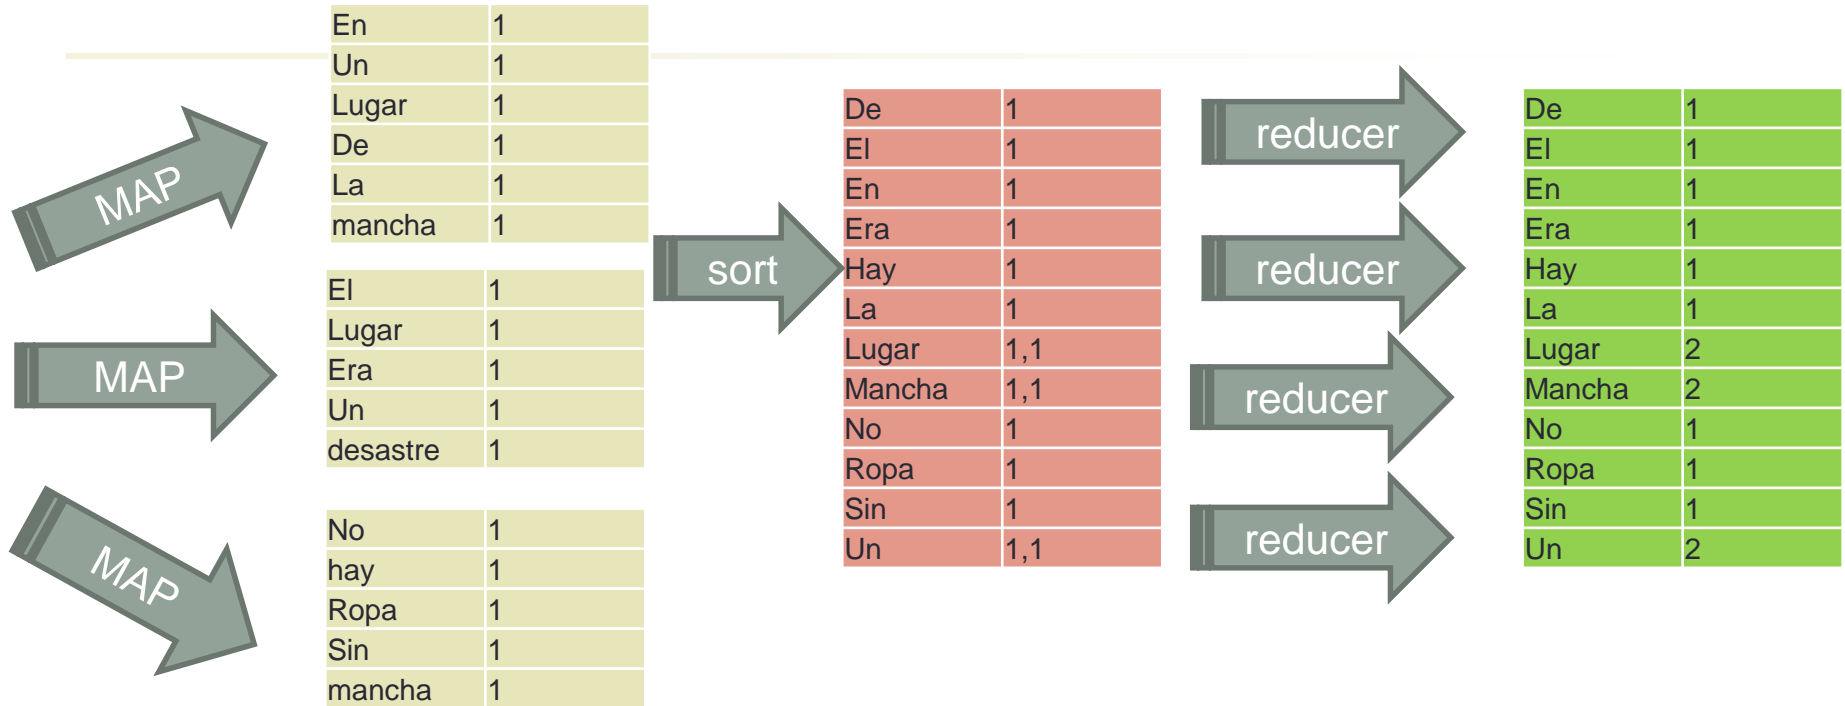 MAP
En 1
Un 1
Lugar 1
De 1
La 1
mancha 1
MAP
El 1
Lugar 1
Era 1
Un 1
desastre 1
MAP
No 1
hay 1
Ropa 1
Sin 1
mancha 1
sort
De 1
El 1
En 1
Era 1
Hay 1
La 1
Lugar 1,1
Mancha 1,1
No 1
Ropa 1
Sin 1
Un 1,1
reducer
reducer
reducer
reducer
De 1
El 1
En 1
Era 1
Hay 1
La 1
Lugar 2
Mancha 2
No 1
Ropa 1
Sin 1
Un 2